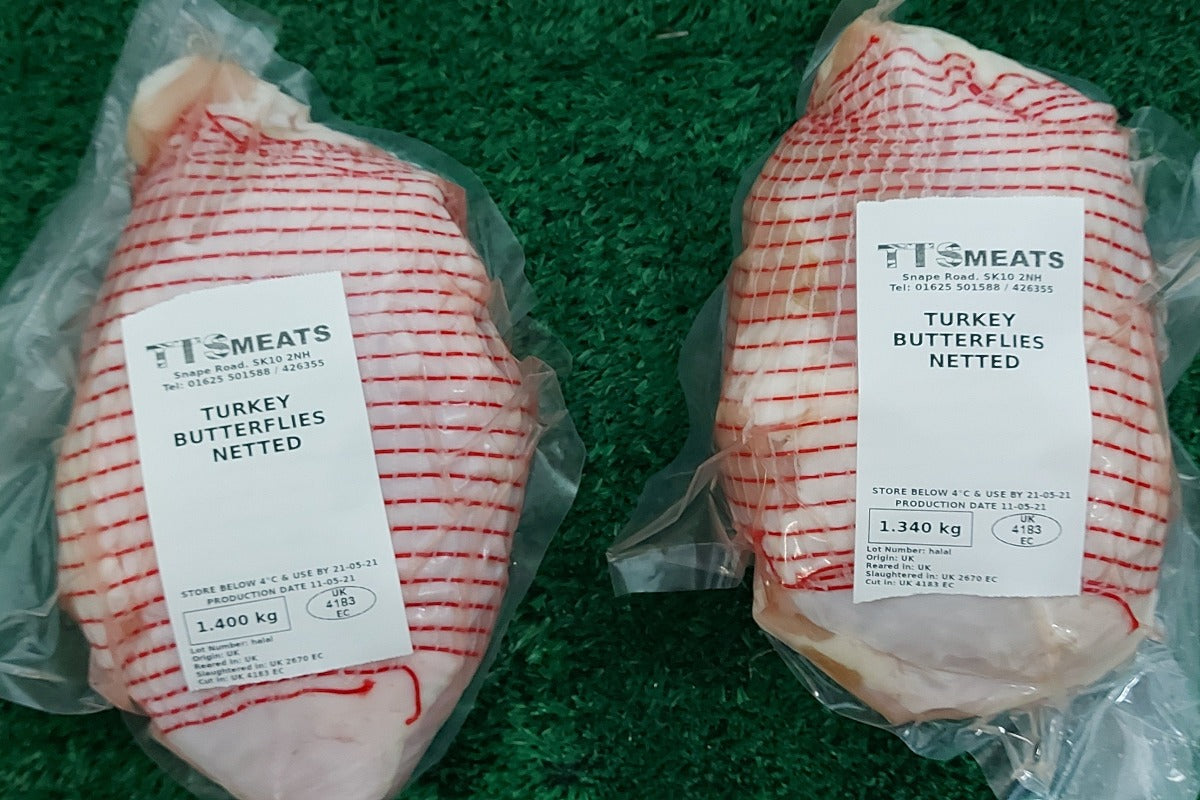 TTSMEATS
Snape Road. SK10 2NH
Tel: 01625 501588 / 426355
TURKEY
BUTTERFLIES
NETTED
STORE BELOW 4°C & USE BY 21-05-21
PRODUCTION DATE 11-05-21
1.400 kg
UK
4183
EC
Lot Number: halal
Origin: UK
Reared in: UK
Slaughtered in: UK 2670 EC
Cut in: UK 4183 EC
TTSMEATS
Snape Road. SK10 2NH
Tel: 01625 501588 / 426355
TURKEY
BUTTERFLIES
NETTED
STORE BELOW 4°C & USE BY 21-05-21
PRODUCTION DATE 11-05-21
1.340 kg
UK
4183
EC
Lot Number: halal
Origin: UK
Reared in: UK
Slaughtered in: UK 2670 EC
Cut in: UK 4183 EC